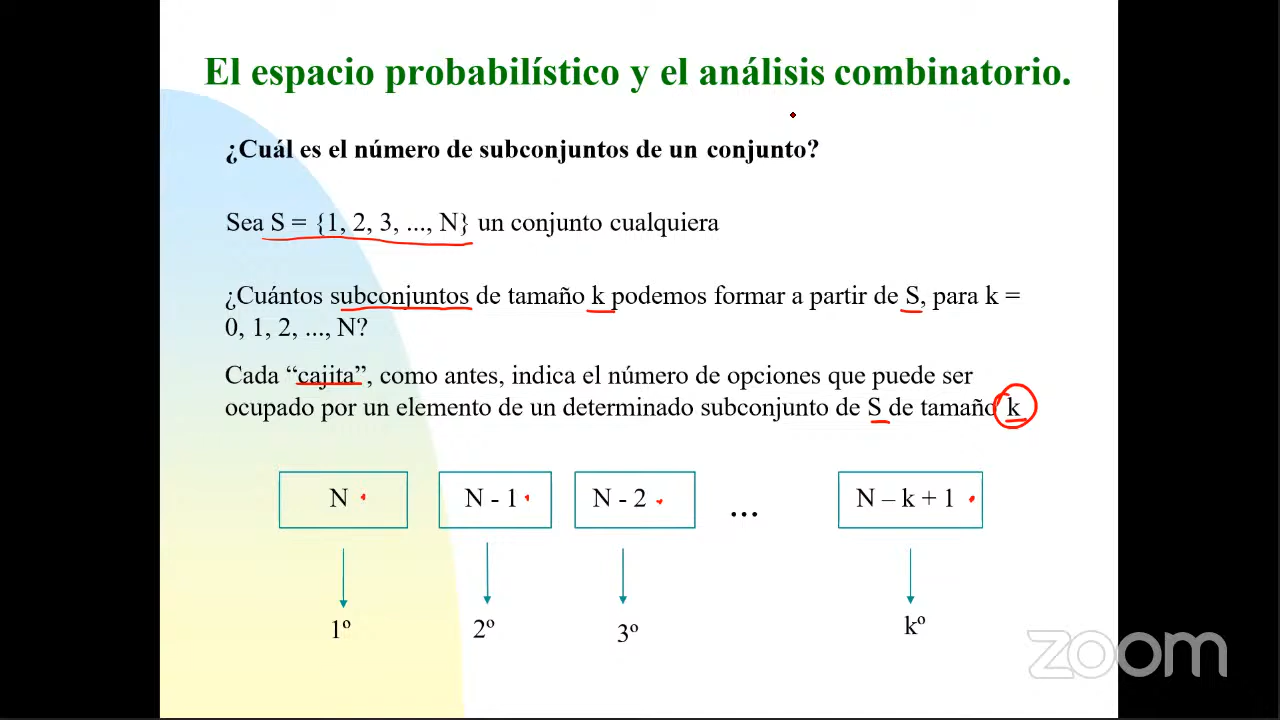 El espacio probabilístico y el análisis combinatorio.
¿Cuál es el número de subconjuntos de un conjunto?
Sea S = {1, 2, 3, ..., N} un conjunto cualquiera
¿Cuántos subconjuntos de tamaño k podemos formar a partir de S, para k =
0, 1, 2, ..., N?
Cada “cajita”, como antes, indica el número de opciones que puede ser
ocupado por un elemento de un determinado subconjunto de S de tamaño k
N N - 1 N - 2 ... N – k + 1
1º 2º 3º kº
zoom